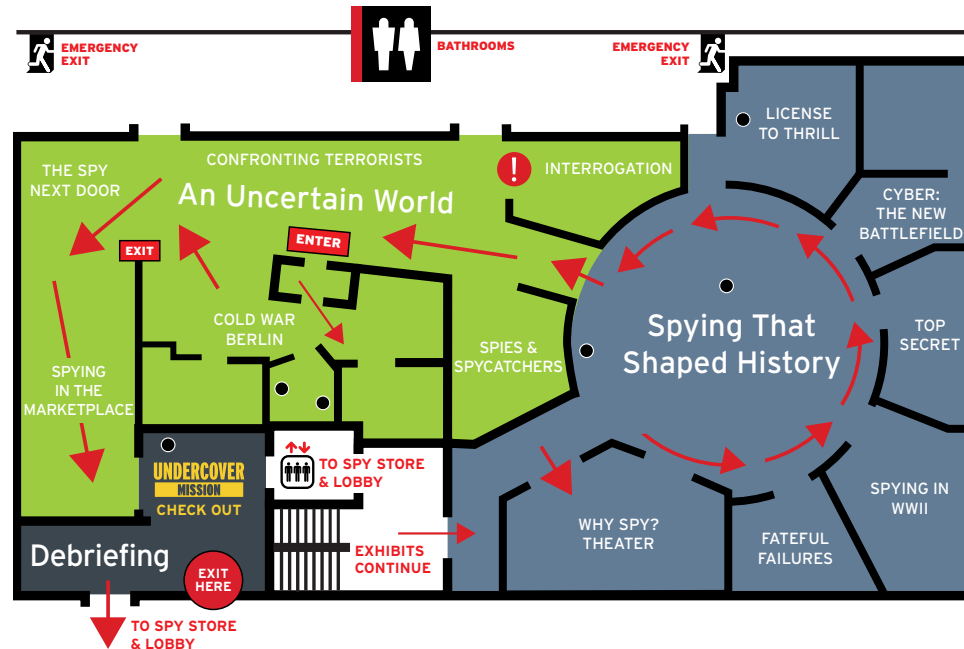 EMERGENCY
EXIT
BATHROOMS
EMERGENCY
EXIT
LICENSE
TO THRILL
THE SPY
NEXT DOOR
CONFRONTING TERRORISTS
An Uncertain World
!
INTERROGATION
CYBER:
THE NEW
BATTLEFIELD
EXIT
ENTER
COLD WAR
BERLIN
SPIES &
SPYCATCHERS
Spying That
Shaped History
TOP
SECRET
SPYING
IN THE
MARKETPLACE
UNDERCOVER
MISSION
CHECK OUT
TO SPY STORE
& LOBBY
SPYING IN
WWII
WHY SPY?
THEATER
FATEFUL
FAILURES
Debriefing
EXHIBITS
CONTINUE
EXIT
HERE
TO SPY STORE
& LOBBY